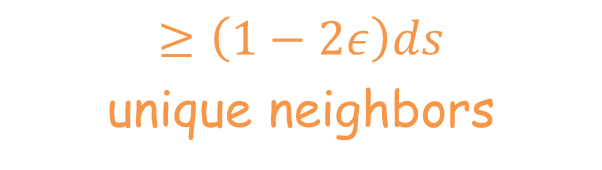 ≥ (1 − 2ϵ)ds
unique neighbors